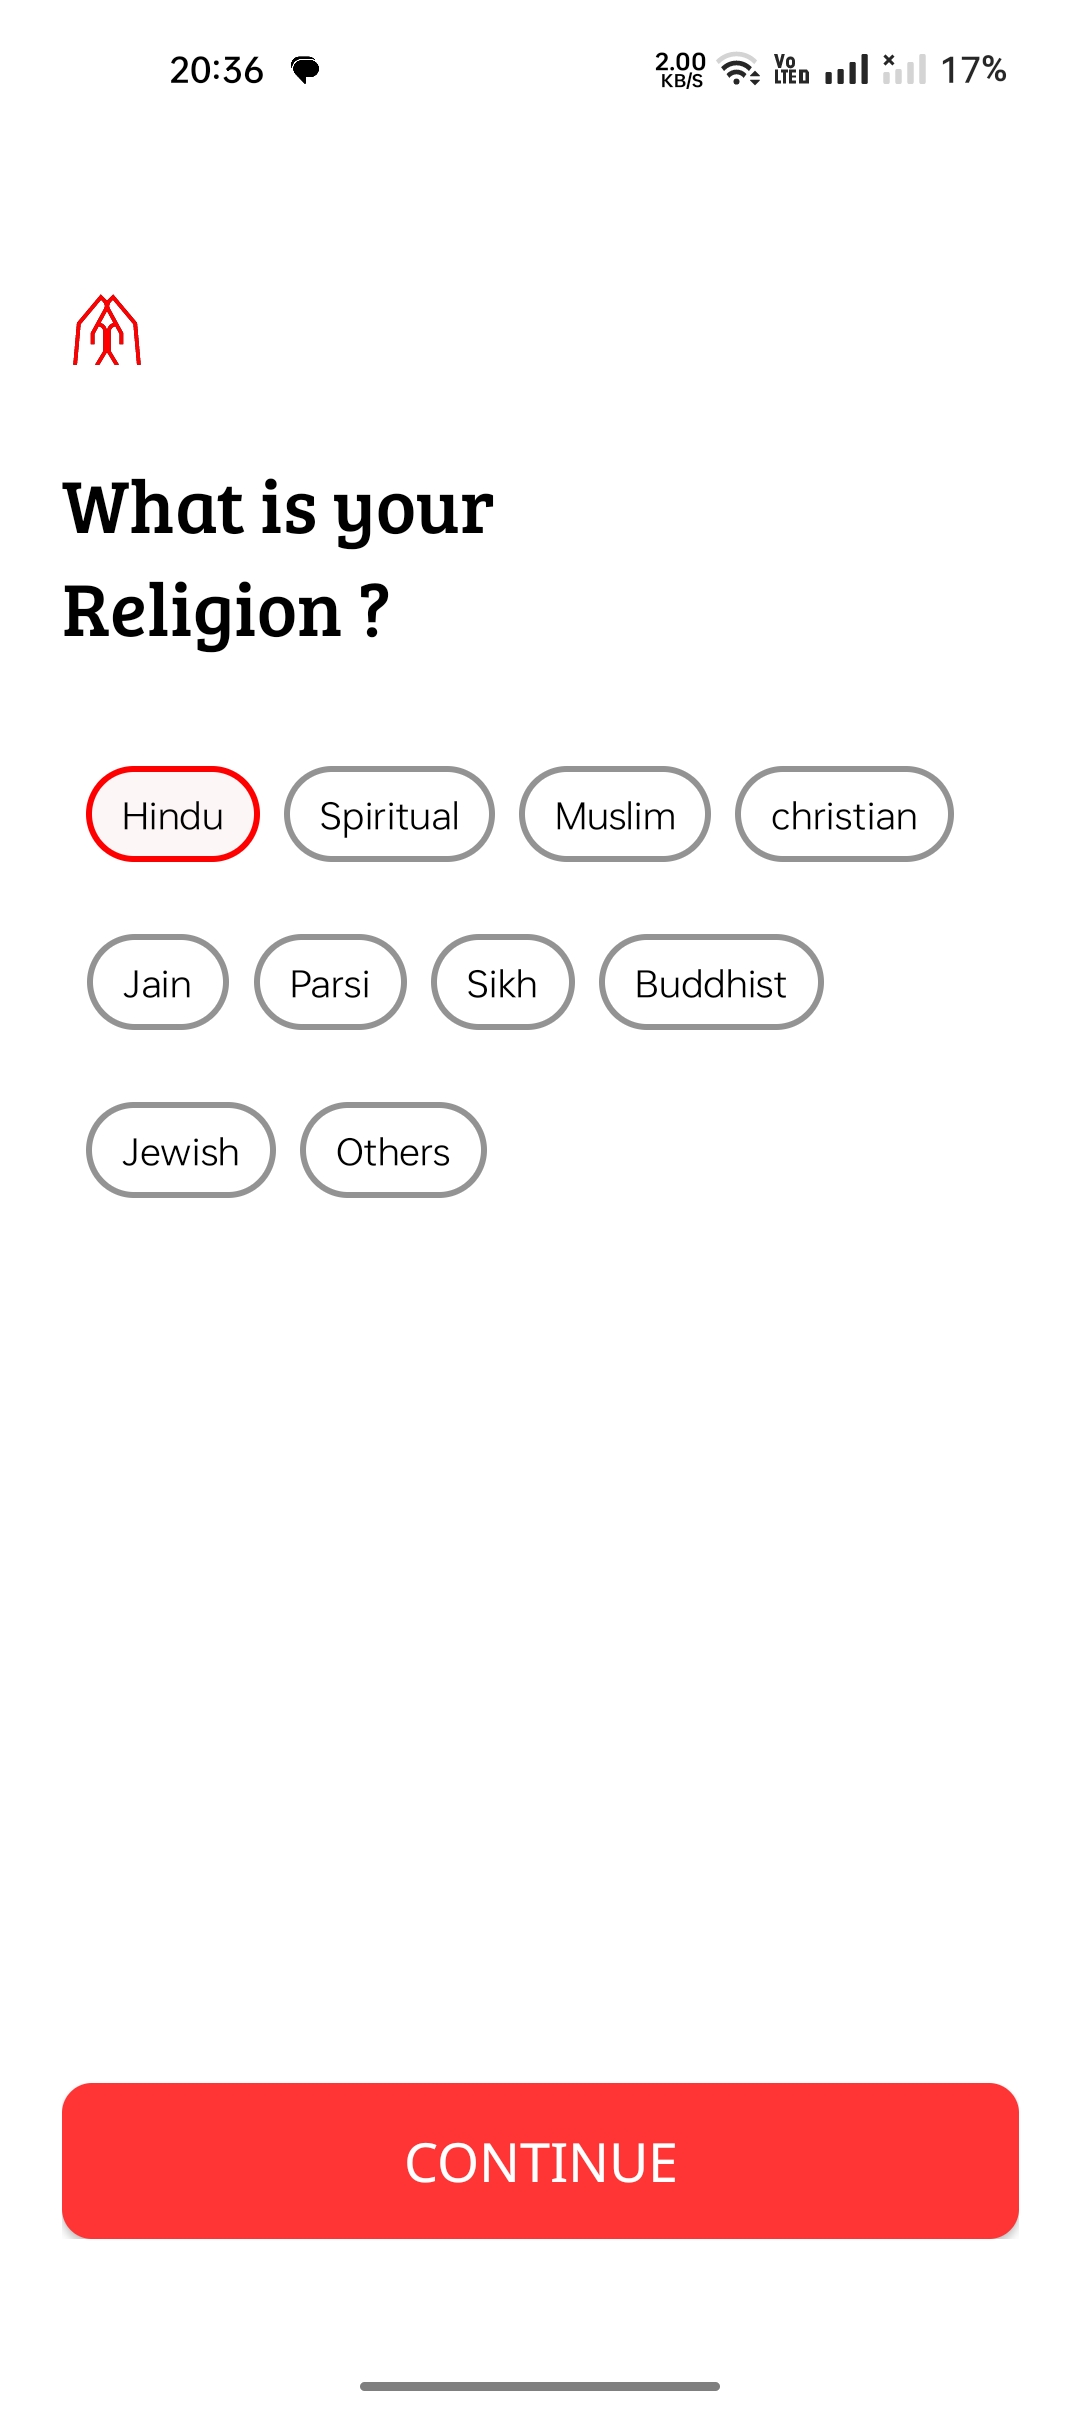 20:36 2.00 KB/S Vo LTED 17%
What is your
Religion ?
Hindu Spiritual Muslim christian
Jain Parsi Sikh Buddhist
Jewish Others
CONTINUE